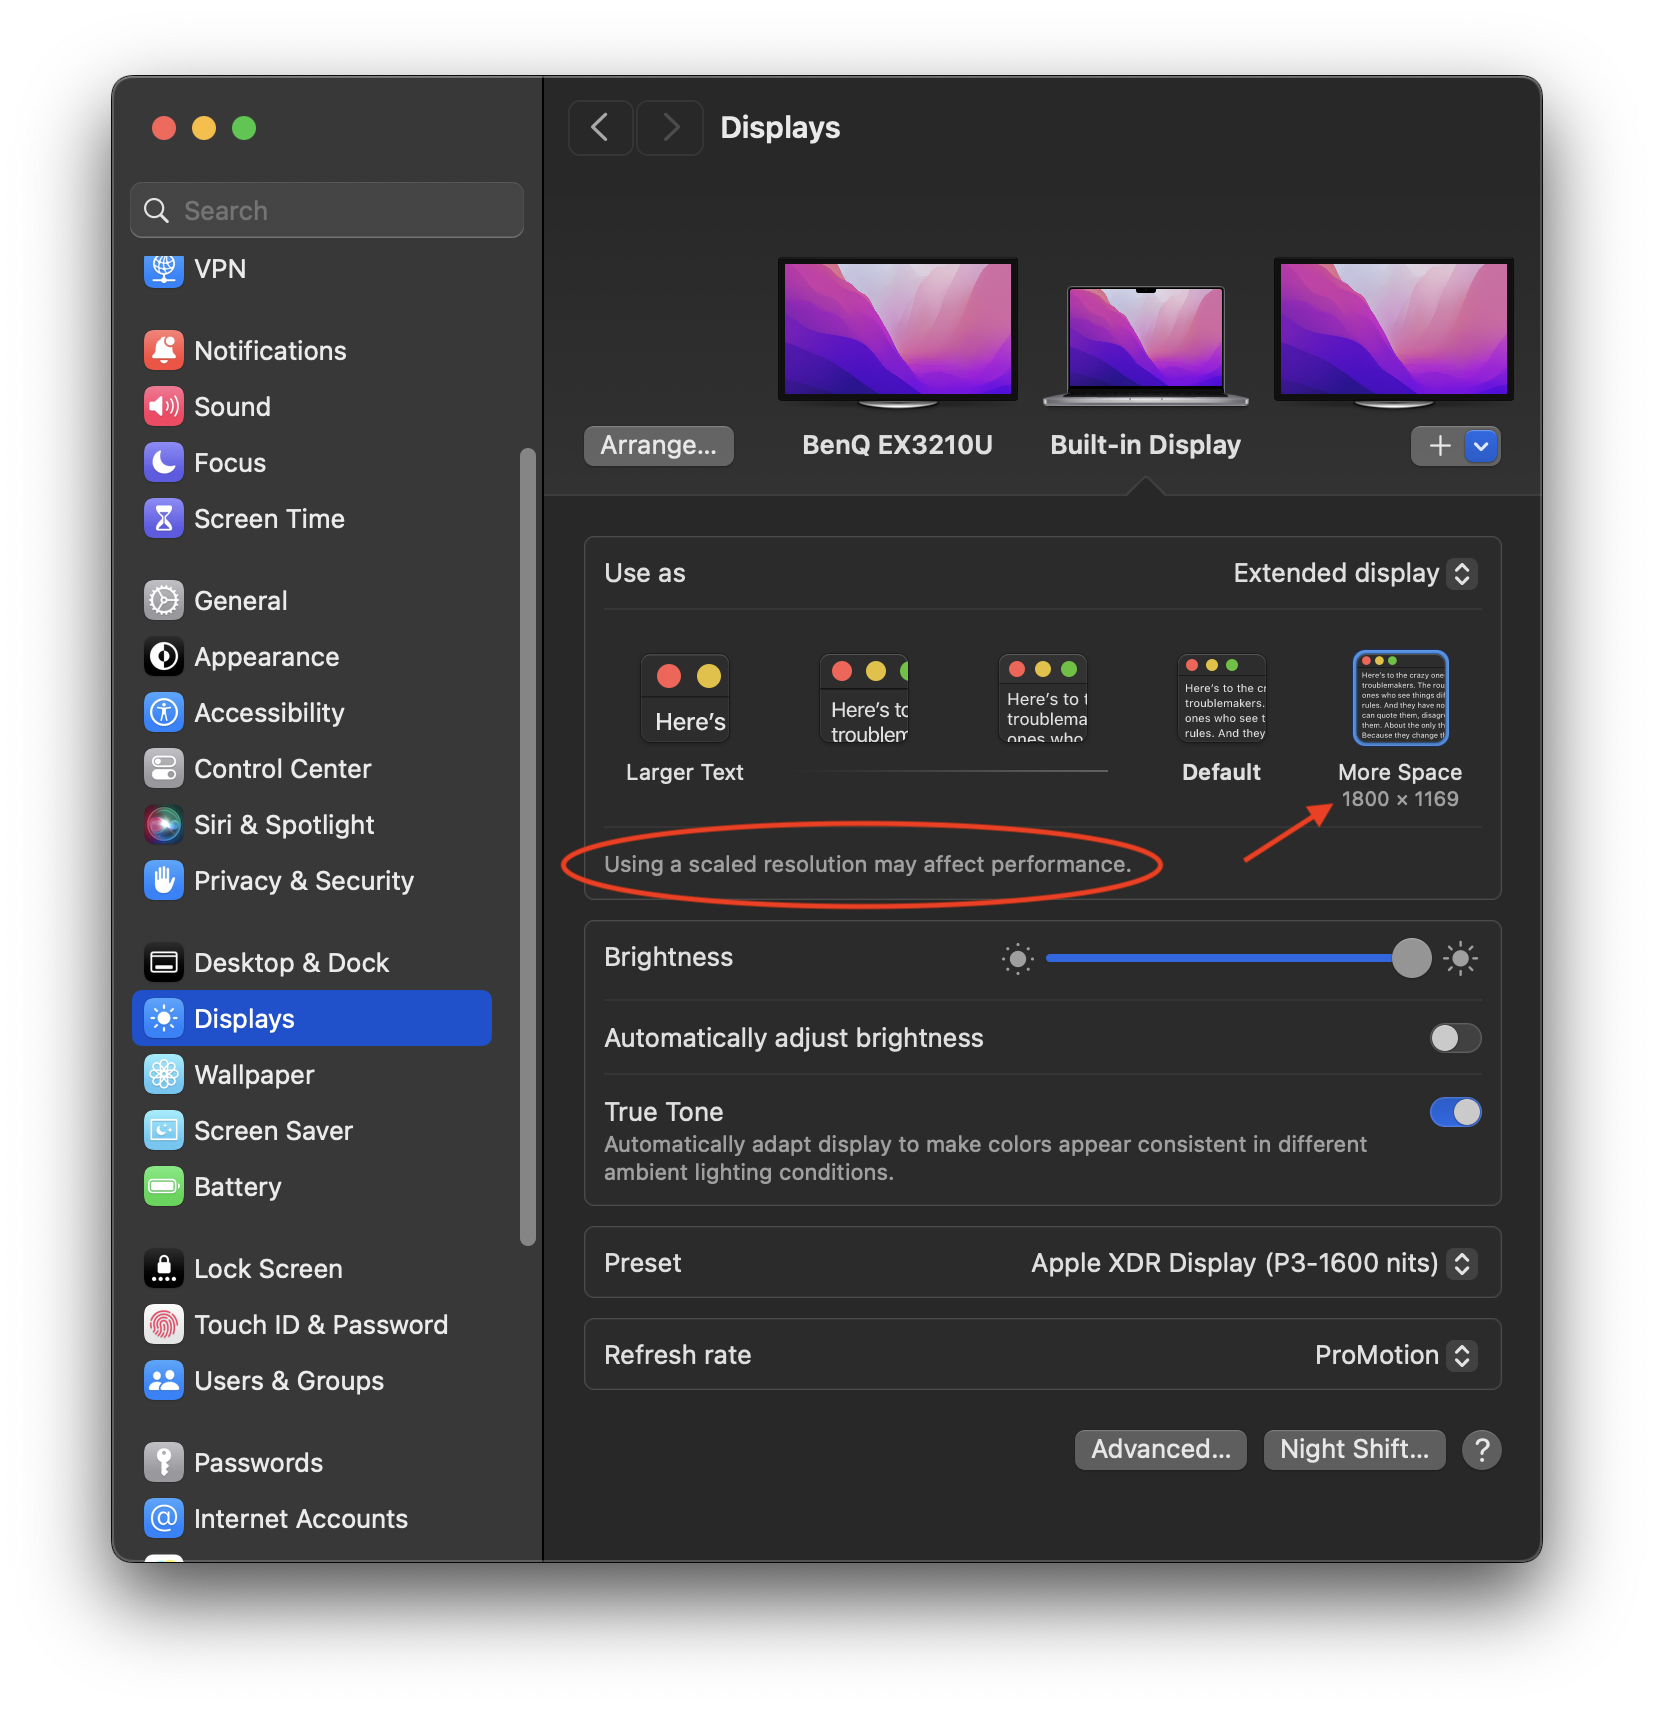 Displays
Search
VPN
Notifications
Sound
Focus
Screen Time
General
Appearance
Accessibility
Control Center
Siri & Spotlight
Privacy & Security
Desktop & Dock
Displays
Wallpaper
Screen Saver
Battery
Lock Screen
Touch ID & Password
Users & Groups
Passwords
Internet Accounts
Arrange...
BenQ EX3210U
Built-in Display
Use as
Extended display
Here's
Here's to
troublem
Here's to t
troublema
ones who
Here's to the cr
troublemakers.
ones who see t
rules. And they
Here's to the crazy one
troublemakers. The rou
ones who see things dif
rules. And they have no
can quote them, disagr
them. About the only th
Because they change t
Larger Text
Default
More Space
1800 × 1169
Using a scaled resolution may affect performance.
Brightness
Automatically adjust brightness
True Tone
Automatically adapt display to make colors appear consistent in different
ambient lighting conditions.
Preset
Apple XDR Display (P3-1600 nits)
Refresh rate
ProMotion
Advanced...
Night Shift...
?